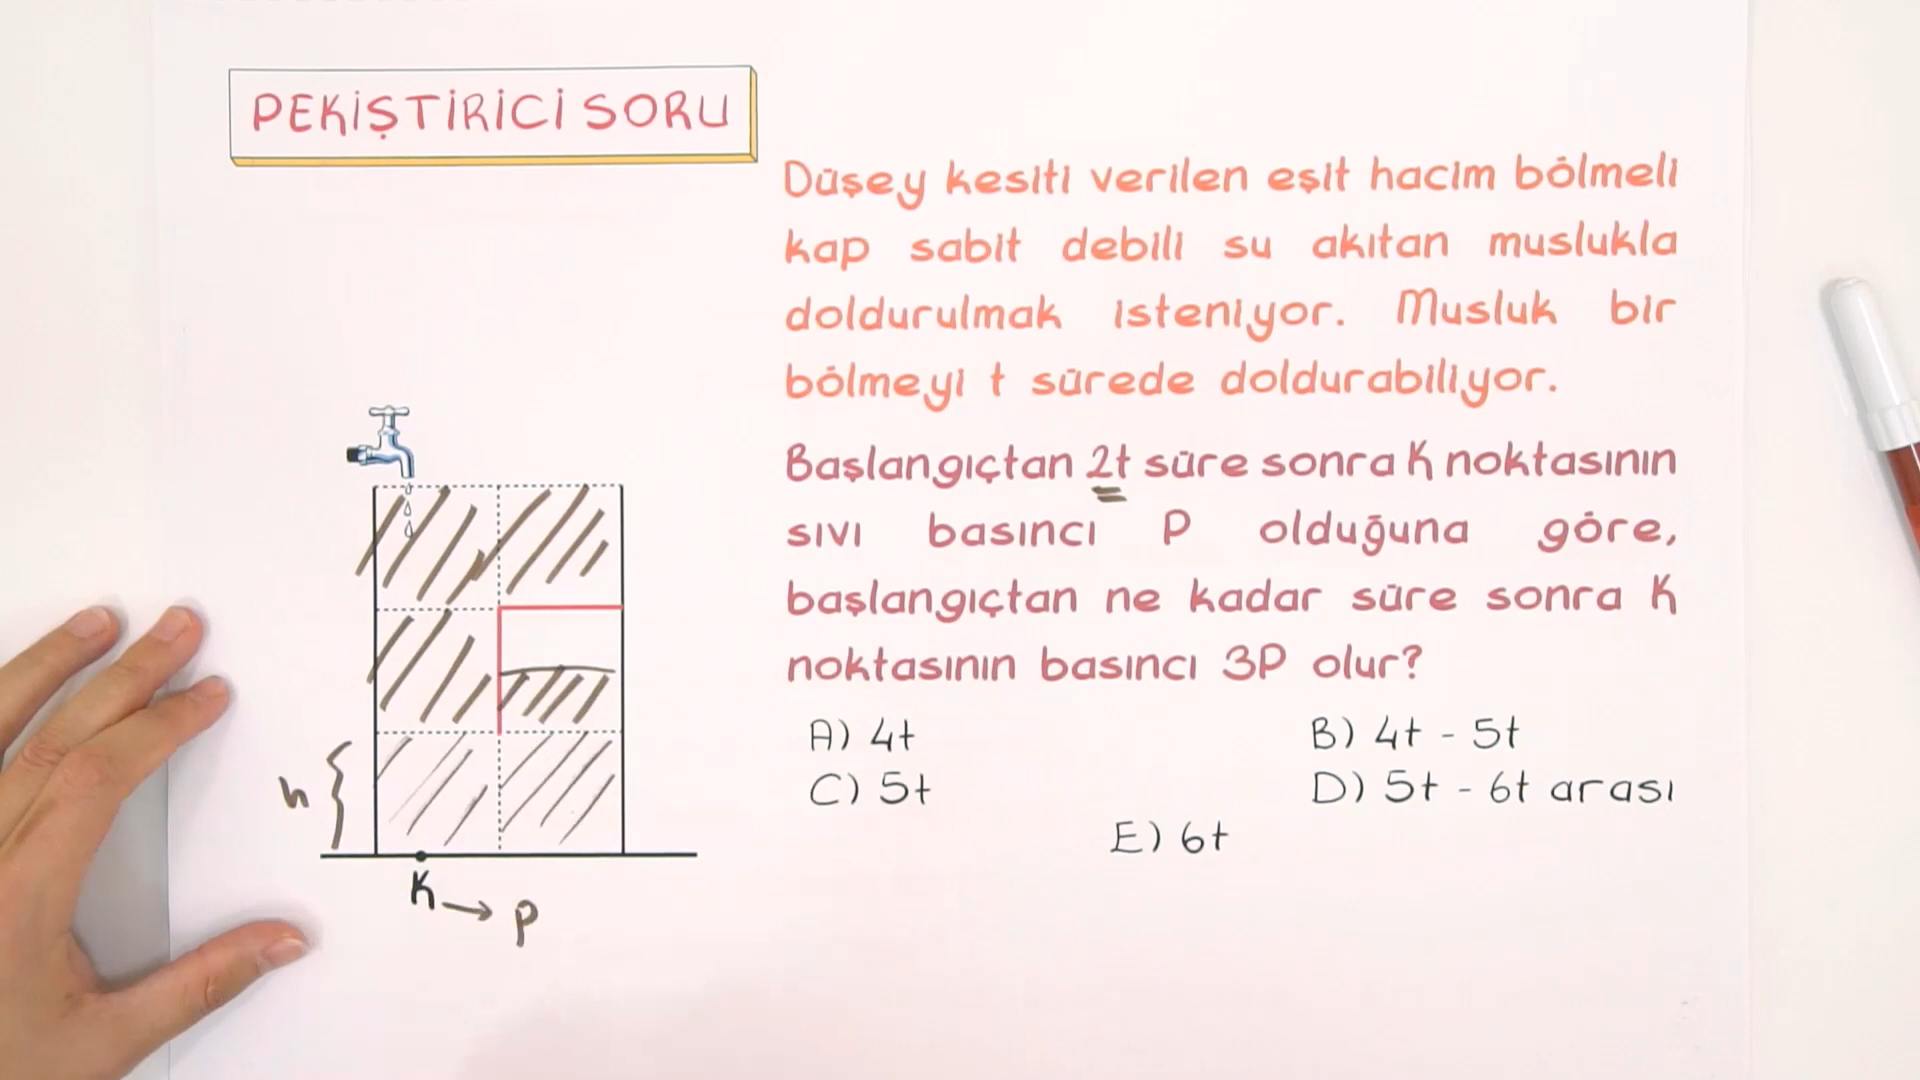 PEKİŞTİRİCİ SORU
Düşey kesiti verilen eşit hacim bölmeli
kap sabit debili su akıtan muslukla
doldurulmak isteniyor. Musluk bir
bölmeyi t sürede doldurabiliyor.
Başlangıçtan 2t süre sonra K noktasının
sıvı basıncı P olduğuna göre,
başlangıçtan ne kadar süre sonra K
noktasının basıncı 3P olur?
A) 4t
B) 4t - 5t
C) 5t
D) 5t - 6t arası
E) 6t
h
K → P